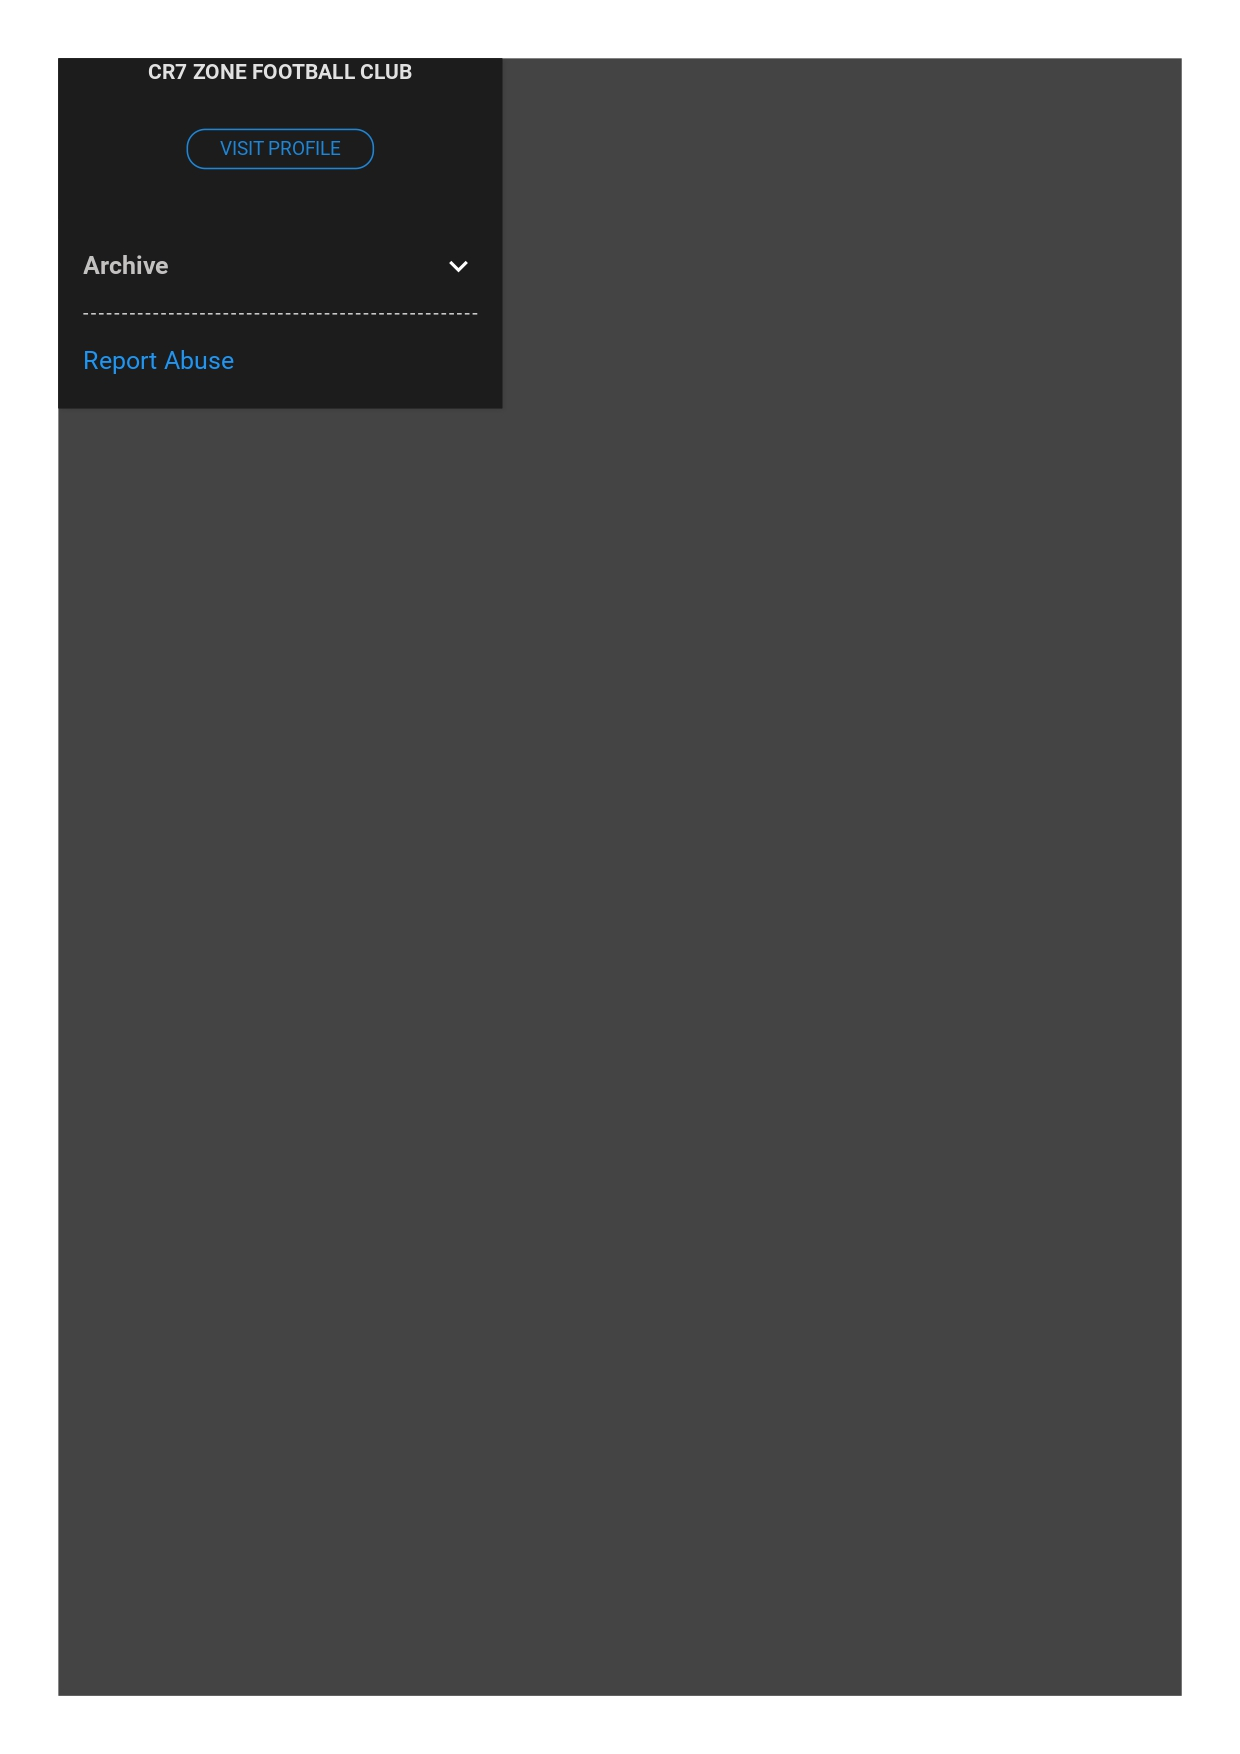 CR7 ZONE FOOTBALL CLUB
VISIT PROFILE
Archive
Report Abuse